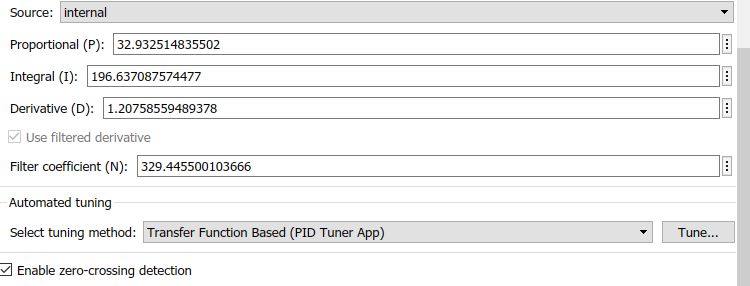 Source: internal
Proportional (P): 32.932514835502
Integral (I): 196.637087574477
Derivative (D): 1.20758559489378
Use filtered derivative
Filter coefficient (N): 329.445500103666
Automated tuning
Select tuning method: Transfer Function Based (PID Tuner App) Tune...
Enable zero-crossing detection